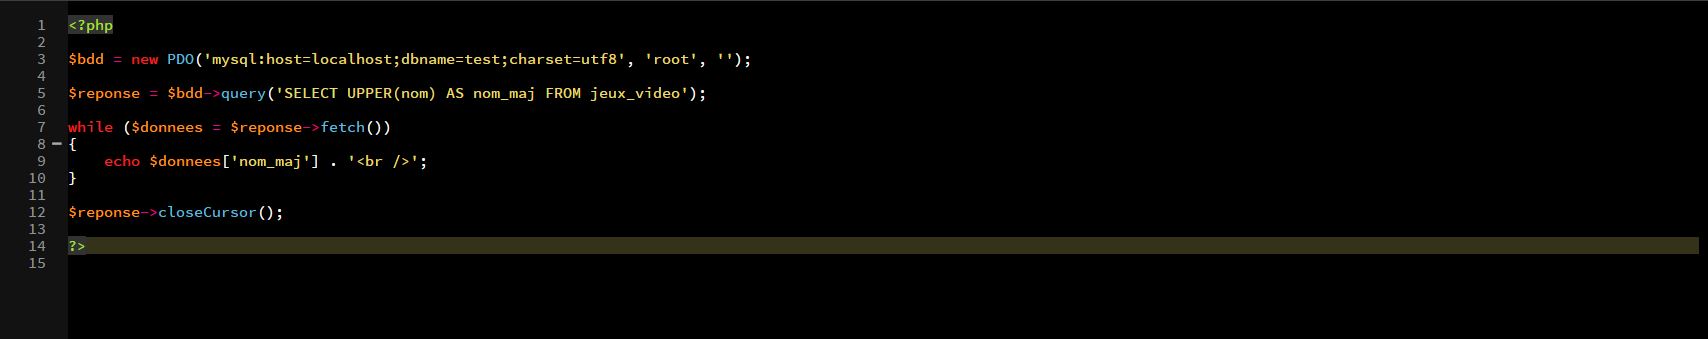 1 <?php
2
3 $bdd = new PDO('mysql:host=localhost;dbname=test;charset=utf8', 'root', '');
4
5 $reponse = $bdd->query('SELECT UPPER(nom) AS nom_maj FROM jeux_video');
6
7 while ($donnees = $reponse->fetch())
8 {
9     echo $donnees['nom_maj'] . '<br />';
10 }
11
12 $reponse->closeCursor();
13
14 ?>
15